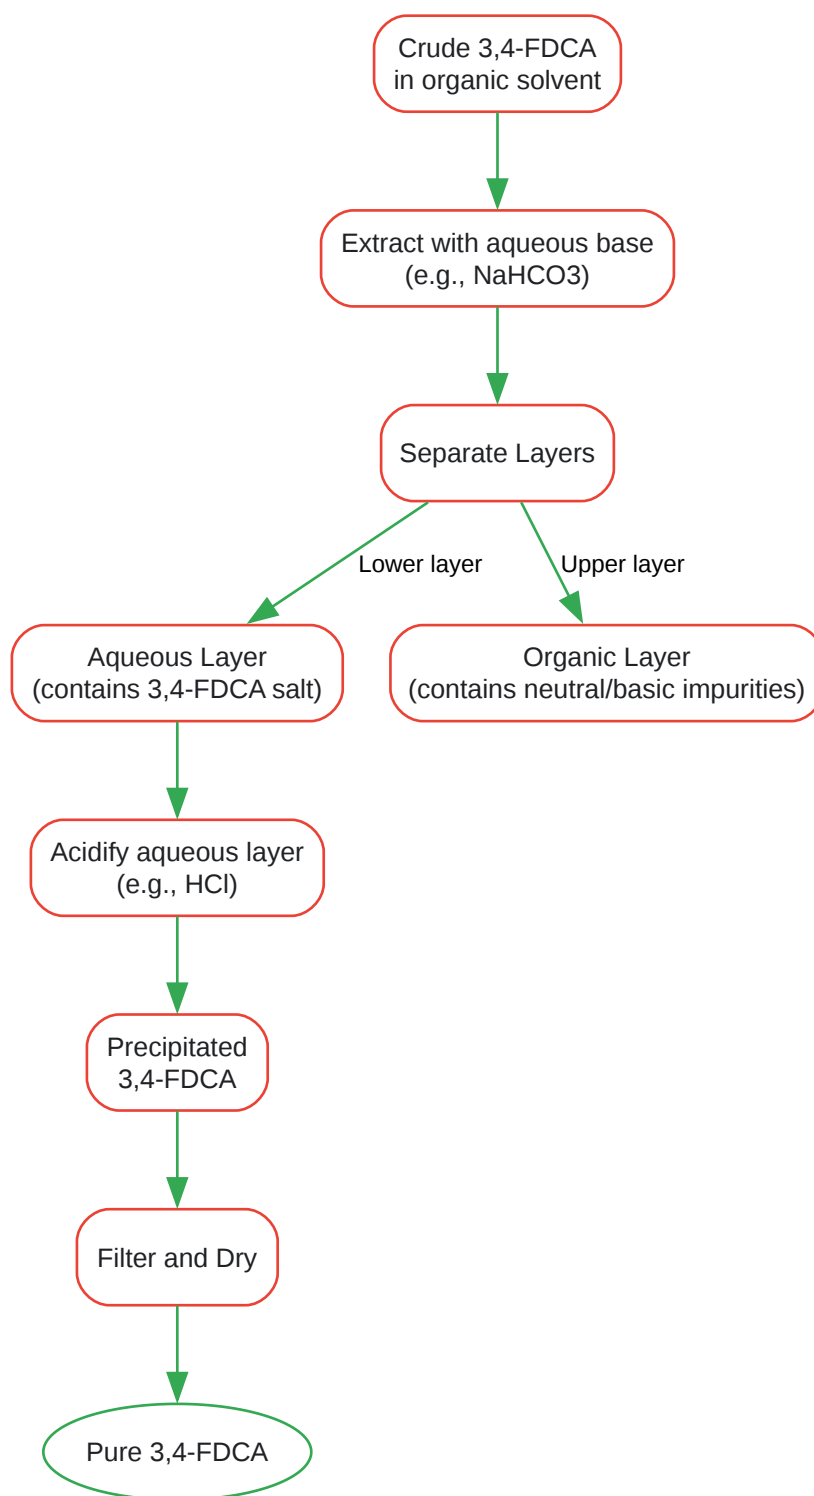 Crude 3,4-FDCA
in organic solvent
Extract with aqueous base
(e.g., NaHCO3)
Separate Layers
Lower layer
Upper layer
Aqueous Layer
(contains 3,4-FDCA salt)
Organic Layer
(contains neutral/basic impurities)
Acidify aqueous layer
(e.g., HCl)
Precipitated
3,4-FDCA
Filter and Dry
Pure 3,4-FDCA